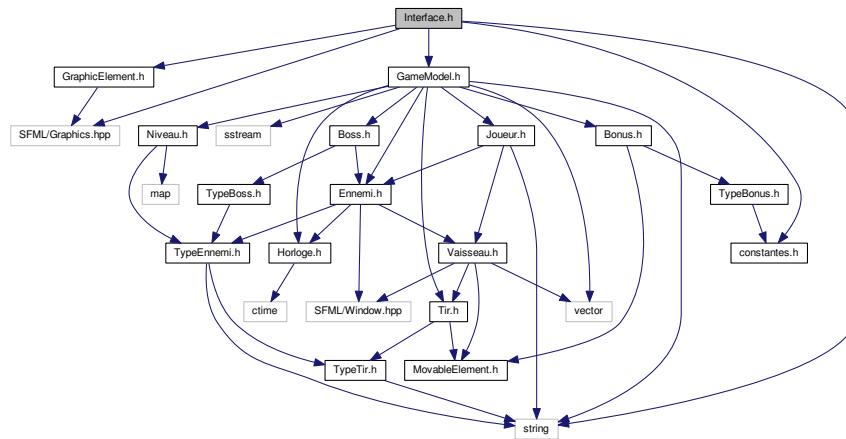 Interface.h
GraphicElement.h
GameModel.h
SFML/Graphics.hpp
Niveau.h
sstream
Boss.h
Joueur.h
Bonus.h
map
TypeBoss.h
Ennemi.h
TypeBonus.h
TypeEnnemi.h
Horloge.h
Vaisseau.h
constantes.h
ctime
SFML/Window.hpp
Tir.h
vector
TypeTir.h
MovableElement.h
string